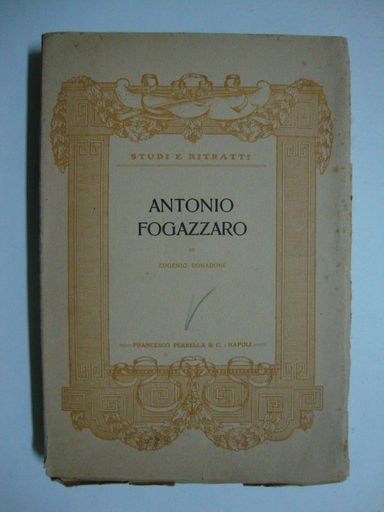 STUDI E RITRATTI
ANTONIO
FOGAZZARO
DI
EUGENIO DONADONI
FRANCESCO PERRELLA & C. - NAPOLI